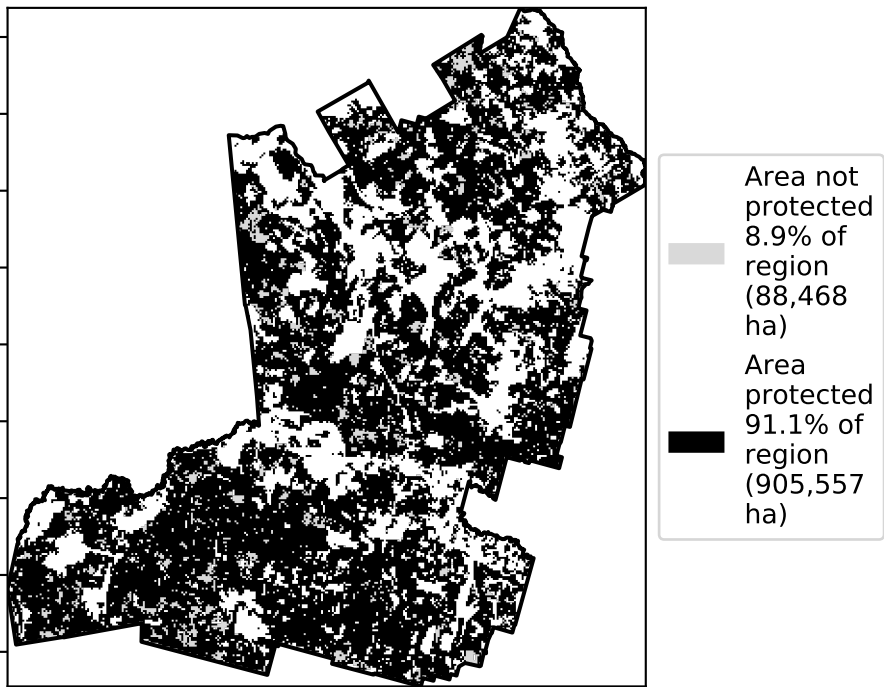 Area not
protected
8.9% of
region
(88,468
ha)
Area
protected
91.1% of
region
(905,557
ha)